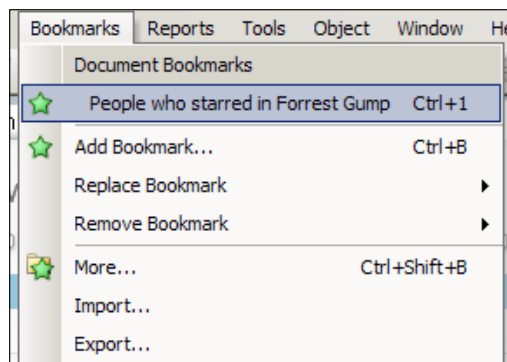 Bookmarks Reports Tools Object Window
Document Bookmarks
People who starred in Forrest Gump Ctrl+1
Add Bookmark... Ctrl+B
Replace Bookmark
Remove Bookmark
More... Ctrl+Shift+B
Import...
Export...